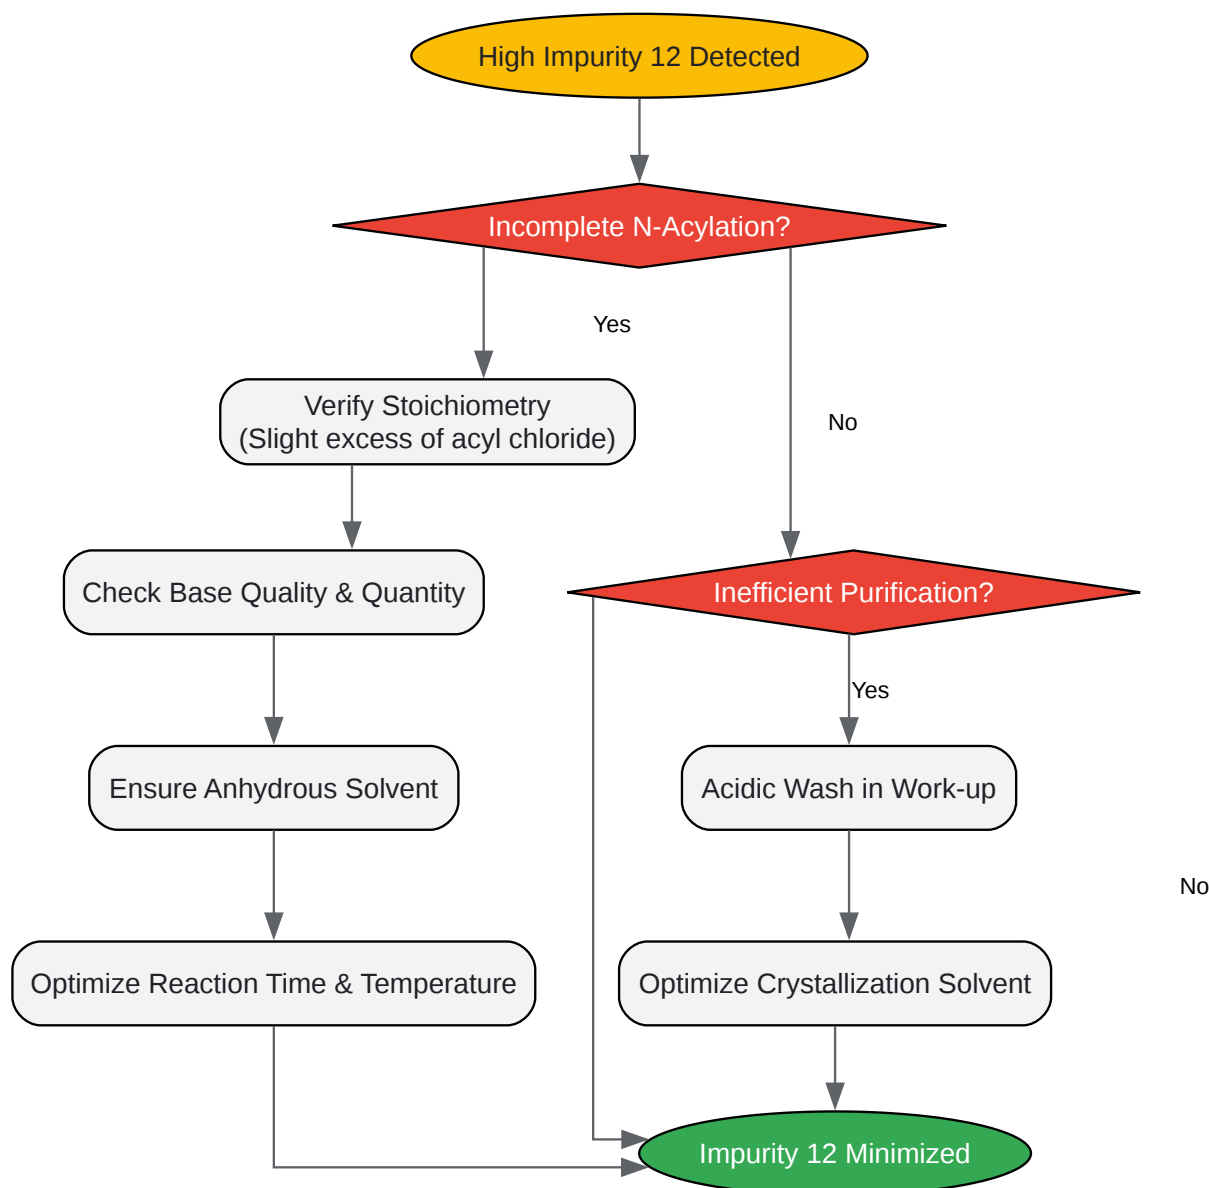 High Impurity 12 Detected
Incomplete N-Acylation?
Yes
Verify Stoichiometry
(Slight excess of acyl chloride)
No
Check Base Quality & Quantity
Inefficient Purification?
Yes
Ensure Anhydrous Solvent
Acidic Wash in Work-up
No
Optimize Reaction Time & Temperature
Optimize Crystallization Solvent
Impurity 12 Minimized